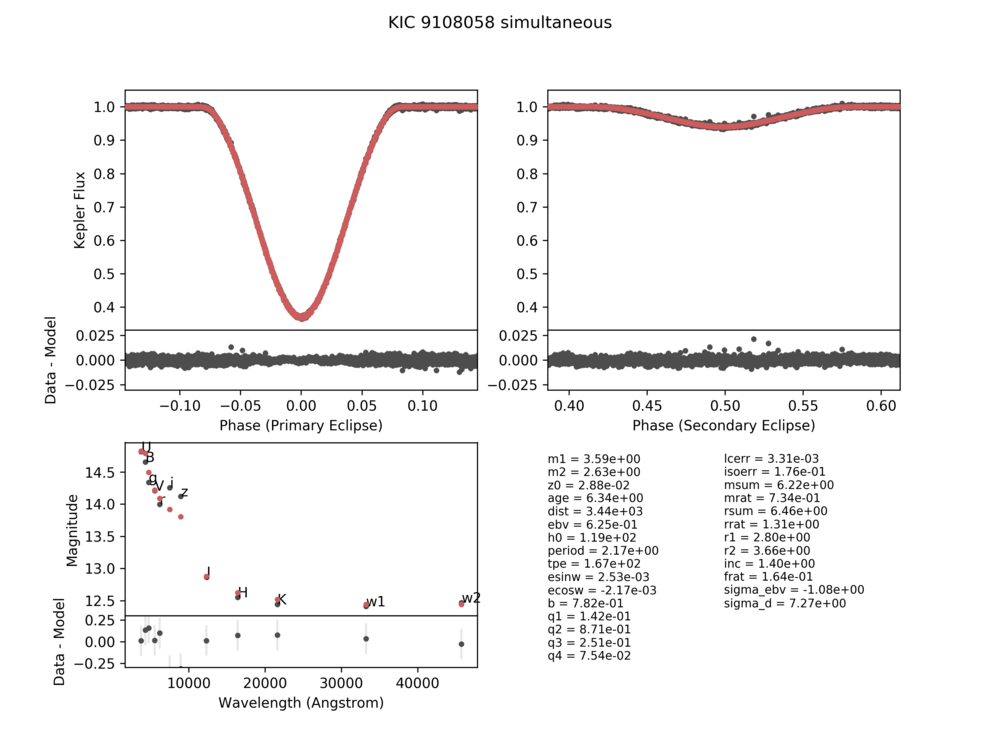 KIC 9108058 simultaneous
Kepler Flux
1.0
0.9
0.8
0.7
0.6
0.5
0.4
Data - Model
0.025
0.000
−0.025
−0.10 −0.05 0.00 0.05 0.10
Phase (Primary Eclipse)
1.0
0.9
0.8
0.7
0.6
0.5
0.4
0.025
0.000
−0.025
0.40 0.45 0.50 0.55 0.60
Phase (Secondary Eclipse)
Magnitude
14.5
14.0
13.5
13.0
12.5
U
B
g
V
r
i
z
J
H
K
w1
w2
Data - Model
0.25
0.00
−0.25
10000 20000 30000 40000
Wavelength (Angstrom)
m1 = 3.59e+00
m2 = 2.63e+00
z0 = 2.88e-02
age = 6.34e+00
dist = 3.44e+03
ebv = 6.25e-01
h0 = 1.19e+02
period = 2.17e+00
tpe = 1.67e+02
esinw = 2.53e-03
ecosw = -2.17e-03
b = 7.82e-01
q1 = 1.42e-01
q2 = 8.71e-01
q3 = 2.51e-01
q4 = 7.54e-02
lcerr = 3.31e-03
isoerr = 1.76e-01
msum = 6.22e+00
mrat = 7.34e-01
rsum = 6.46e+00
rrat = 1.31e+00
r1 = 2.80e+00
r2 = 3.66e+00
inc = 1.40e+00
frat = 1.64e-01
sigma_ebv = -1.08e+00
sigma_d = 7.27e+00